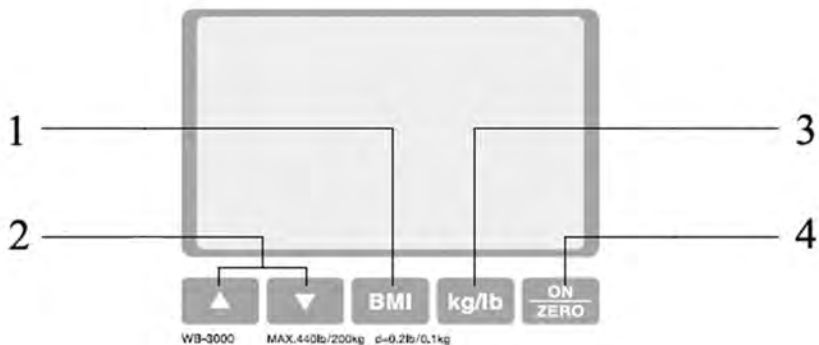 1
3
2
4
BMI
kg/lb
ON
ZERO
WB-3000
MAX.440lb/200kg d=0.2lb/0.1kg